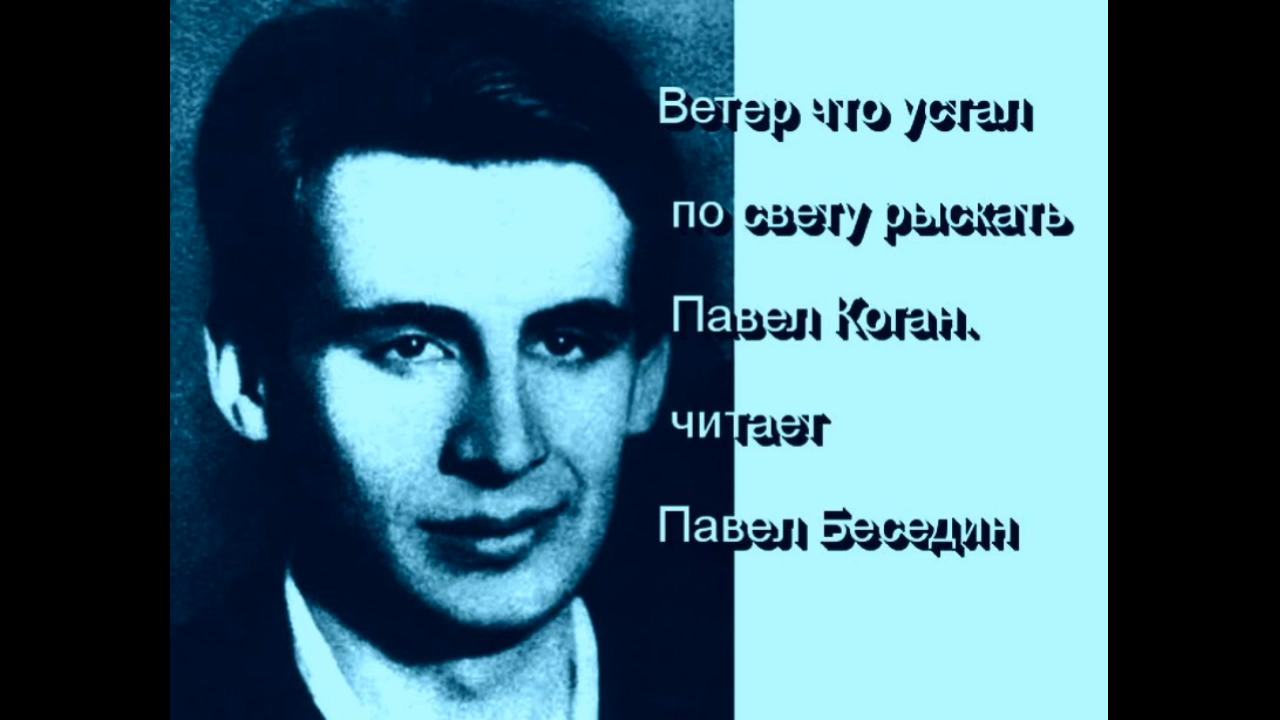 Ветер что устал
по свету рыскать
Павел Коган.
читает
Павел Беседин